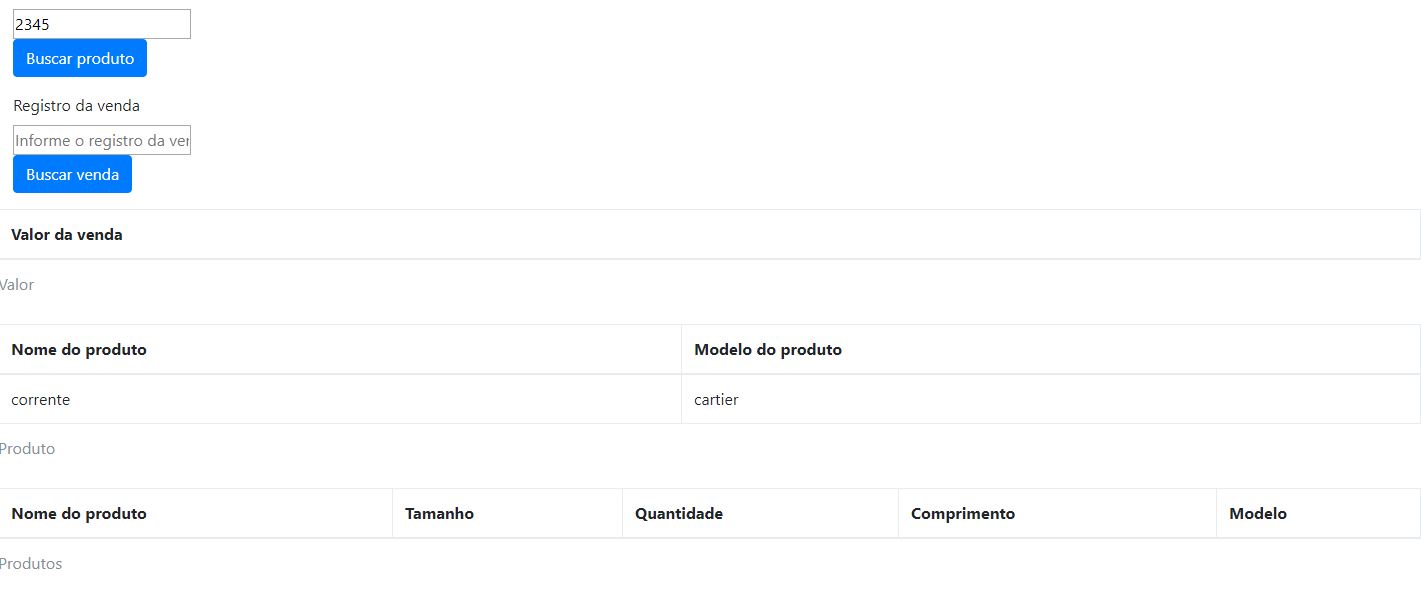 2345
Buscar produto
Registro da venda
Informe o registro da ver
Buscar venda
Valor da venda
Valor
Nome do produto Modelo do produto
corrente cartier
Produto
Nome do produto Tamanho Quantidade Comprimento Modelo
Produtos